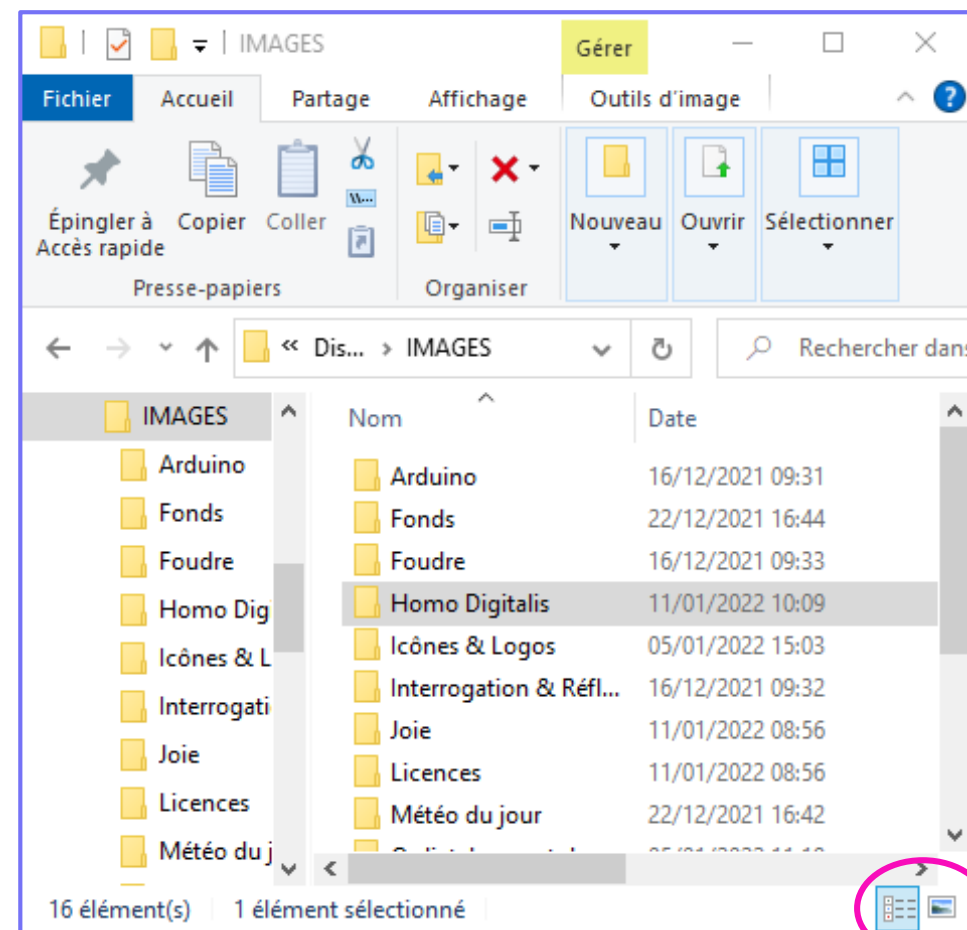 IMAGES
Gérer
Fichier Accueil Partage Affichage Outils d'image
Épingler à Accès rapide
Copier
Coller
Nouveau
Ouvrir
Sélectionner
Presse-papiers
Organiser
« Dis... > IMAGES
Rechercher dans
IMAGES
Arduino
Fonds
Foudre
Homo Dig
Icônes & L
Interrogati
Joie
Licences
Météo du j
Nom Date
Arduino 16/12/2021 09:31
Fonds 22/12/2021 16:44
Foudre 16/12/2021 09:33
Homo Digitalis 11/01/2022 10:09
Icônes & Logos 05/01/2022 15:03
Interrogation & Réfl... 16/12/2021 09:32
Joie 11/01/2022 08:56
Licences 11/01/2022 08:56
Météo du jour 22/12/2021 16:42
16 élément(s) 1 élément sélectionné